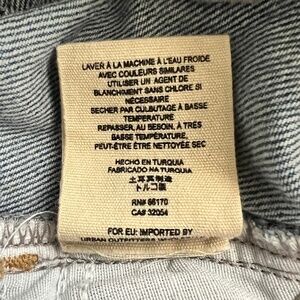 LAVER À LA MACHINE À L'EAU FROIDE
AVEC COULEURS SIMILAIRES
UTILISER UN AGENT DE
BLANCHIMENT SANS CHLORE SI
NÉCESSAIRE
SECHER PAR CULBUTAGE À BASSE
TEMPERATURE
REPASSER, AU BESOIN, À TRÈS
BASSE TEMPÉRATURE,
PEUT-ÊTRE ÊTRE NETTOYÉE SEC
HECHO EN TURQUIA
FABRICADO NA TURQUIA
土耳其制造
トルコ製
RN# 66170
CA# 32054
FOR EU: IMPORTED BY
URBAN OUTFITTERS